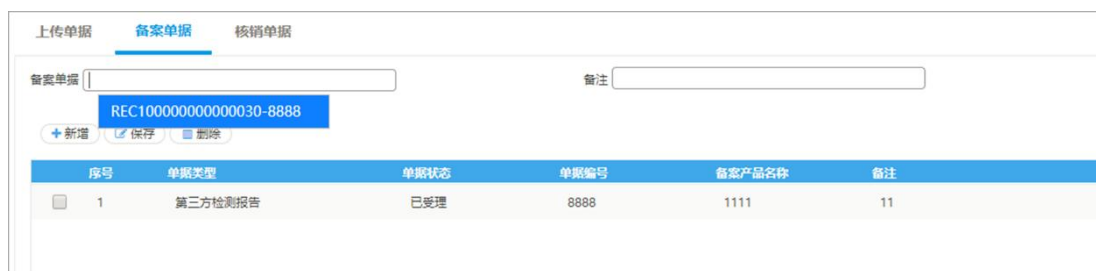 上传单据 备案单据 核销单据
备案单据 备注
REC100000000000030-8888
新增 保存 删除
序号 单据类型 单据状态 单据编号 备案产品名称 备注
1 第三方检测报告 已受理 8888 1111 11